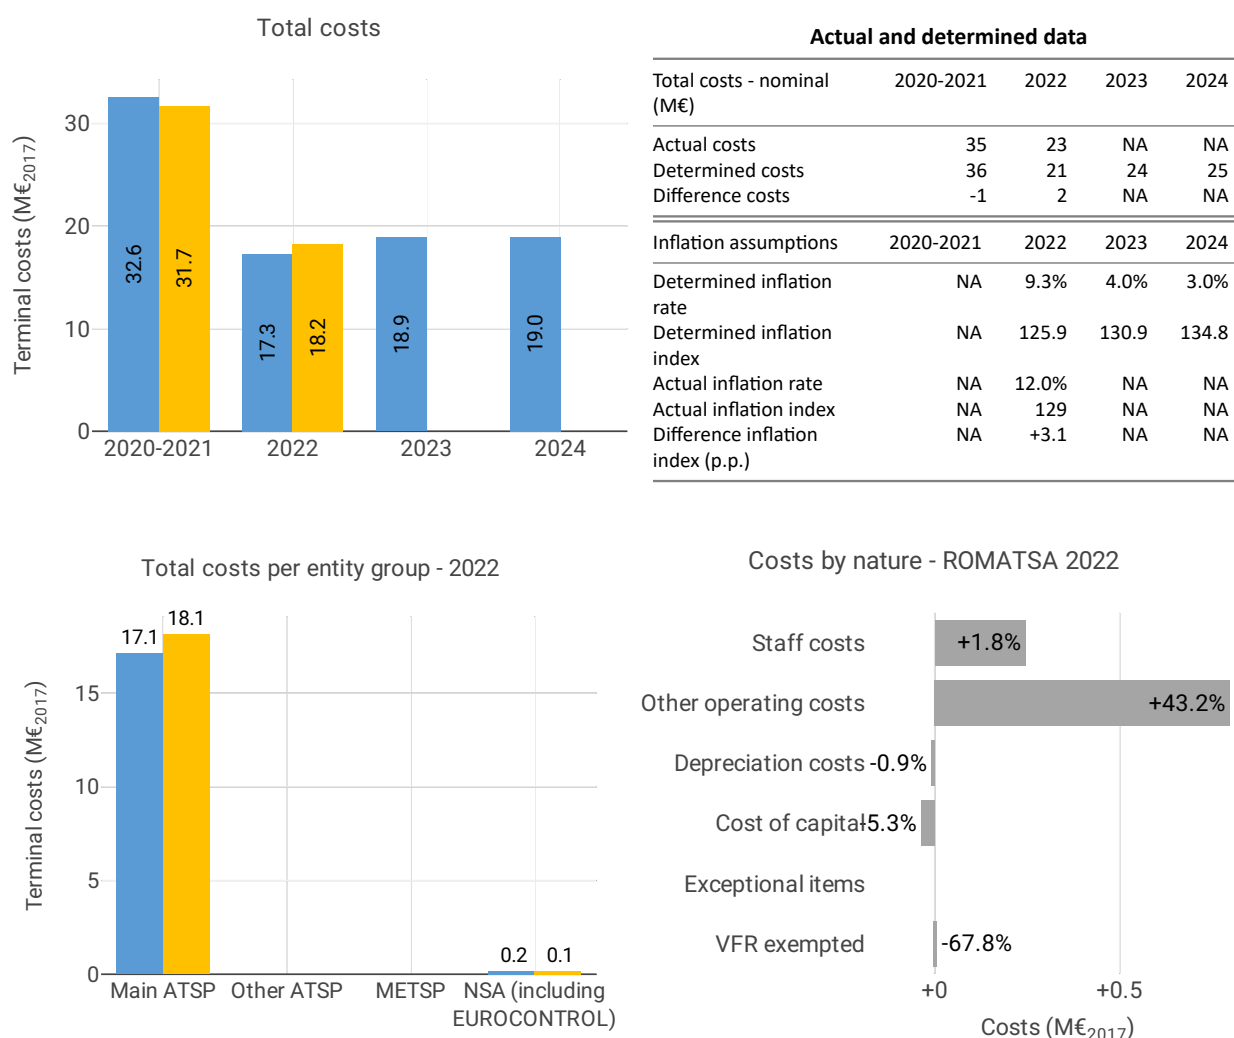 Total costs
Terminal costs (M€2017)
30
20
10
0
32.6
31.7
17.3
18.2
18.9
19.0
2020-2021
2022
2023
2024
Actual and determined data
Total costs - nominal (M€) 2020-2021 2022 2023 2024
Actual costs 35 23 NA NA
Determined costs 36 21 24 25
Difference costs -1 2 NA NA
Inflation assumptions 2020-2021 2022 2023 2024
Determined inflation rate NA 9.3% 4.0% 3.0%
Determined inflation index NA 125.9 130.9 134.8
Actual inflation rate NA 12.0% NA NA
Actual inflation index NA 129 NA NA
Difference inflation index (p.p.) NA +3.1 NA NA
Total costs per entity group - 2022
Terminal costs (M€2017)
15
10
5
0
17.1
18.1
0.2
0.1
Main ATSP
Other ATSP
METSP
NSA (including
EUROCONTROL)
Costs by nature - ROMATSA 2022
Staff costs +1.8%
Other operating costs +43.2%
Depreciation costs -0.9%
Cost of capital -5.3%
Exceptional items
VFR exempted -67.8%
+0
+0.5
Costs (M€2017)